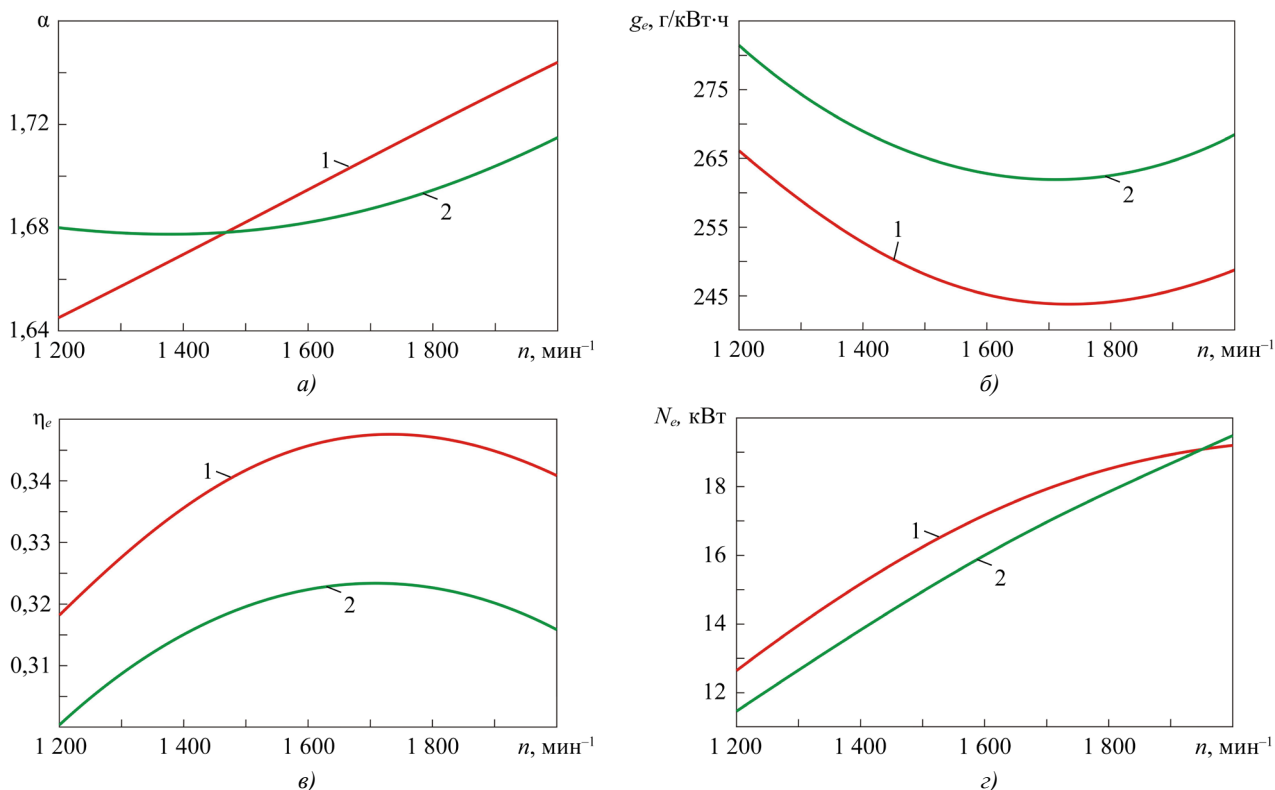 α
1,72
1,68
1,64
1
2
1 200 1 400 1 600 1 800 n, мин⁻¹
а)
gₑ, г/кВт·ч
275
265
255
245
1
2
1 200 1 400 1 600 1 800 n, мин⁻¹
б)
ηₑ
0,34
0,33
0,32
0,31
1
2
1 200 1 400 1 600 1 800 n, мин⁻¹
в)
Nₑ, кВт
18
16
14
12
1
2
1 200 1 400 1 600 1 800 n, мин⁻¹
г)